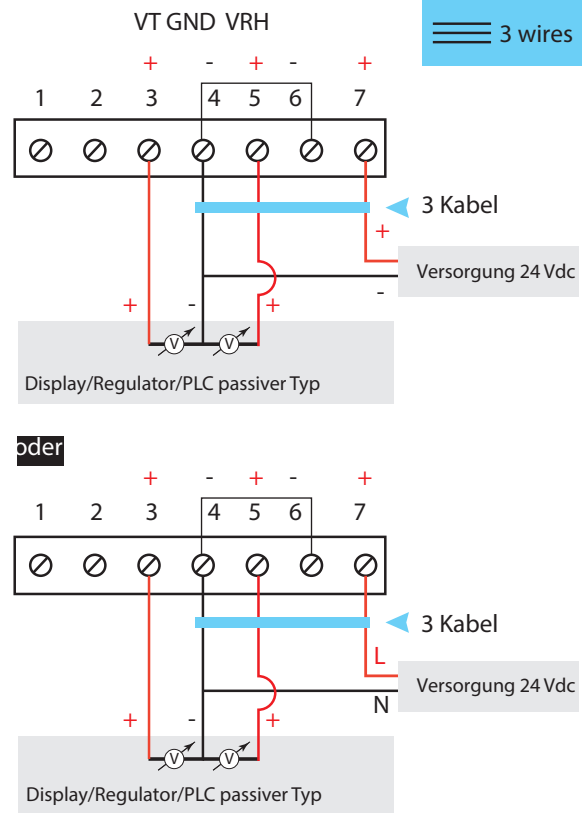 VT GND VRH
3 wires
+ - + - +
1 2 3 4 5 6 7
3 Kabel
+
Versorgung 24 Vdc
-
+ - +
V V
Display/Regulator/PLC passiver Typ
oder
+ - + - +
1 2 3 4 5 6 7
3 Kabel
L
Versorgung 24 Vdc
N
+ - +
V V
Display/Regulator/PLC passiver Typ